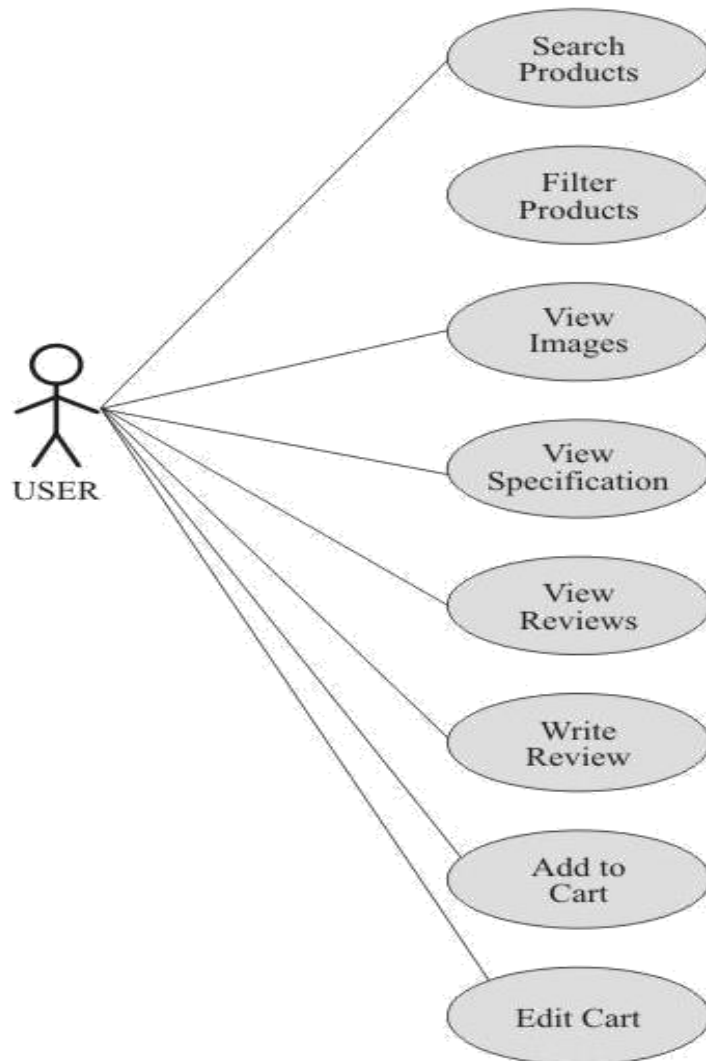 Search
Products
Filter
Products
View
Images
View
Specification
USER
View
Reviews
Write
Review
Add to
Cart
Edit Cart